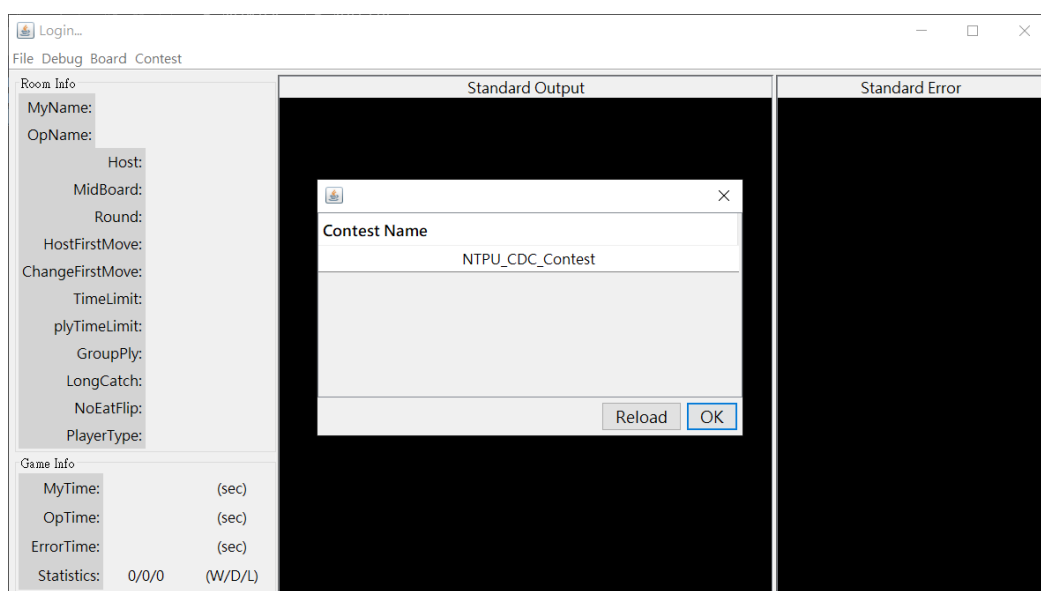 Login...
File Debug Board Contest
Room Info
MyName:
OpName:
Host:
MidBoard:
Round:
HostFirstMove:
ChangeFirstMove:
TimeLimit:
plyTimeLimit:
GroupPly:
LongCatch:
NoEatFlip:
PlayerType:
Game Info
MyTime: (sec)
OpTime: (sec)
ErrorTime: (sec)
Statistics: 0/0/0 (W/D/L)
Standard Output
Contest Name
NTPU_CDC_Contest
Reload OK
Standard Error